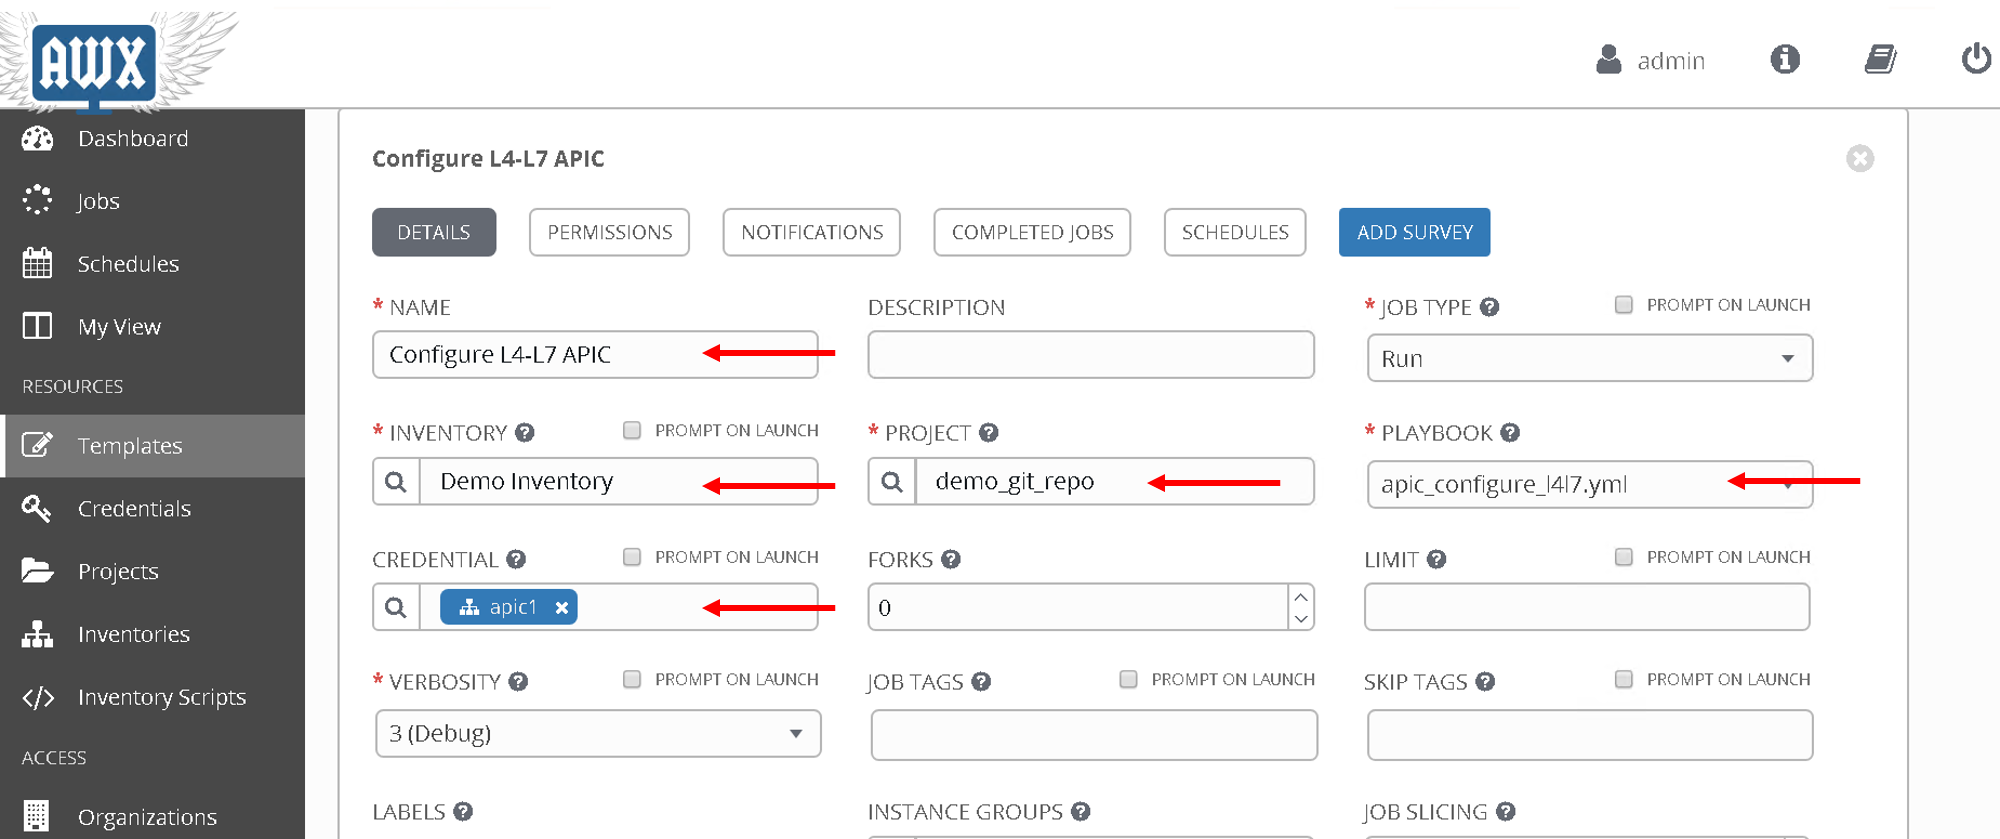 AWX
admin
Dashboard
Jobs
Schedules
My View
RESOURCES
Templates
Credentials
Projects
Inventories
Inventory Scripts
ACCESS
Organizations
Configure L4-L7 APIC
DETAILS
PERMISSIONS
NOTIFICATIONS
COMPLETED JOBS
SCHEDULES
ADD SURVEY
* NAME
Configure L4-L7 APIC
DESCRIPTION
* JOB TYPE
PROMPT ON LAUNCH
Run
* INVENTORY
PROMPT ON LAUNCH
Demo Inventory
* PROJECT
demo_git_repo
* PLAYBOOK
apic_configure_l4l7.yml
CREDENTIAL
PROMPT ON LAUNCH
apic1
FORKS
0
LIMIT
PROMPT ON LAUNCH
* VERBOSITY
PROMPT ON LAUNCH
3 (Debug)
JOB TAGS
PROMPT ON LAUNCH
SKIP TAGS
PROMPT ON LAUNCH
LABELS
INSTANCE GROUPS
JOB SLICING